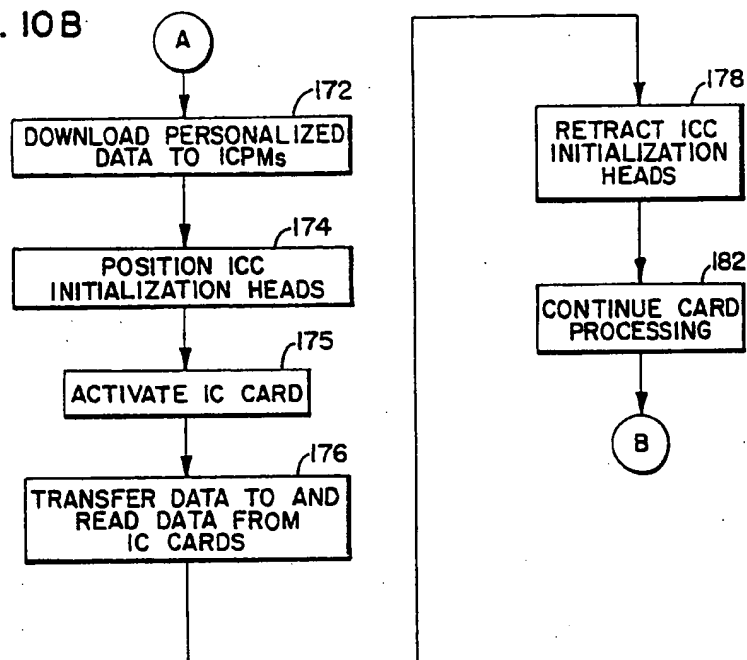 . 10B
A
172
DOWNLOAD PERSONALIZED
DATA TO ICPMs
174
POSITION ICC
INITIALIZATION HEADS
175
ACTIVATE IC CARD
176
TRANSFER DATA TO AND
READ DATA FROM
IC CARDS
178
RETRACT ICC
INITIALIZATION
HEADS
182
CONTINUE CARD
PROCESSING
B